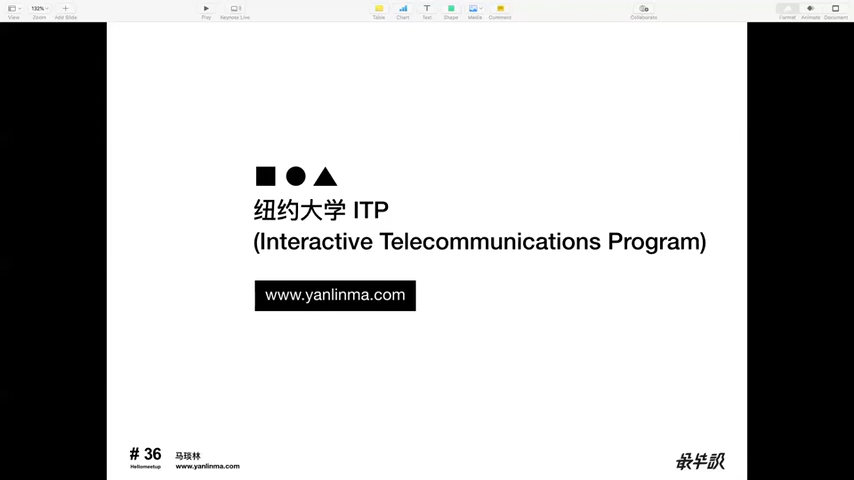 132%
View
Zoom
Add Slide
Play
Keynote Live
Table
Chart
Text
Shape
Media
Comment
Collaborate
Format
Animate
Document
纽约大学 ITP
(Interactive Telecommunications Program)
www.yanlinma.com
# 36
Hellomeetup
马琰林
www.yanlinma.com